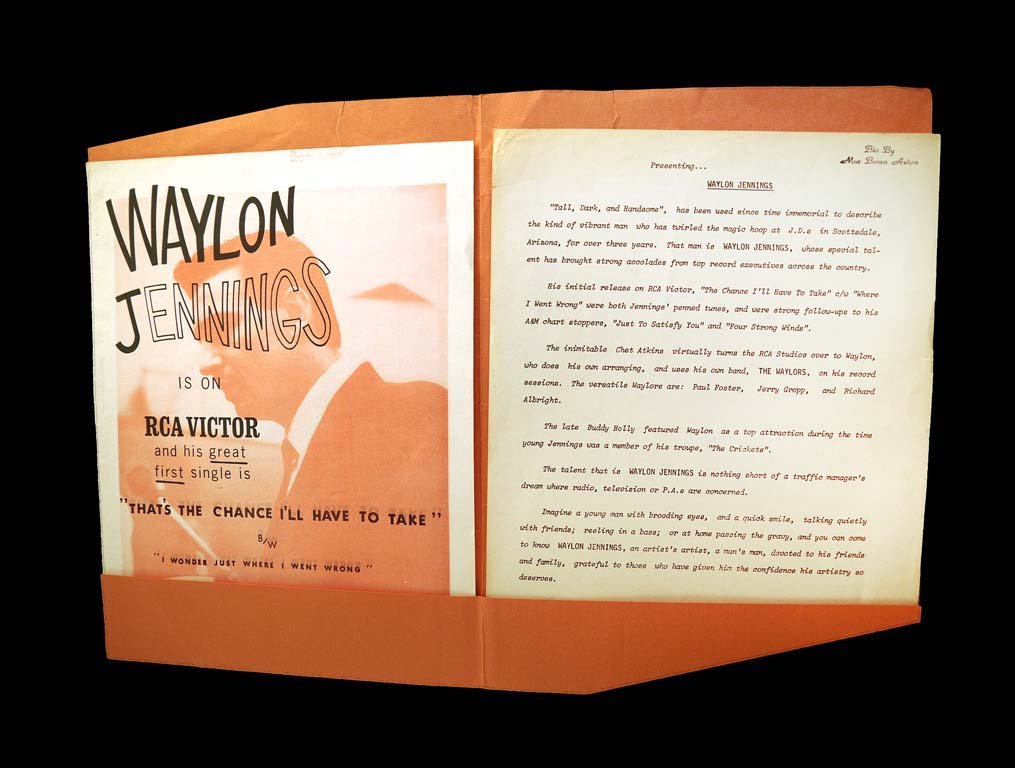 WAYLON
JENNINGS
IS ON
RCA VICTOR
and his great
first single is
"THAT'S THE CHANCE I'LL HAVE TO TAKE"
B/W
"I WONDER JUST WHERE I WENT WRONG"
Bio By
Mae Boren Axton
Presenting...
WAYLON JENNINGS
"Tall, Dark, and Handsome", has been used since time immemorial to describe
the kind of vibrant man who has twirled the magic hoop at J.D.s in Scottsdale,
Arizona, for over three years. That man is WAYLON JENNINGS, whose special tal-
ent has brought strong accolades from top record executives across the country.
His initial release on RCA Victor, "The Chance I'll Have To Take" c/w "Where
I Went Wrong" were both Jennings' penned tunes, and were strong follow-ups to his
A&M chart stoppers, "Just To Satisfy You" and "Four Strong Winds".
The inimitable Chet Atkins virtually turns the RCA Studios over to Waylon,
who does his own arranging, and uses his own band, THE WAYLORS, on his record
sessions. The versatile Waylors are: Paul Foster, Jerry Gropp, and Richard
Albright.
The late Buddy Holly featured Waylon as a top attraction during the time
young Jennings was a member of his troupe, "The Crickets".
The talent that is WAYLON JENNINGS is nothing short of a traffic manager's
dream where radio, television or P.A.s are concerned.
Imagine a young man with brooding eyes, and a quick smile, talking quietly
with friends; reeling in a bass; or at home passing the gravy, and you can come
to know WAYLON JENNINGS, an artist's artist, a man's man, devoted to his friends
and family, grateful to those who have given him the confidence his artistry so
deserves.